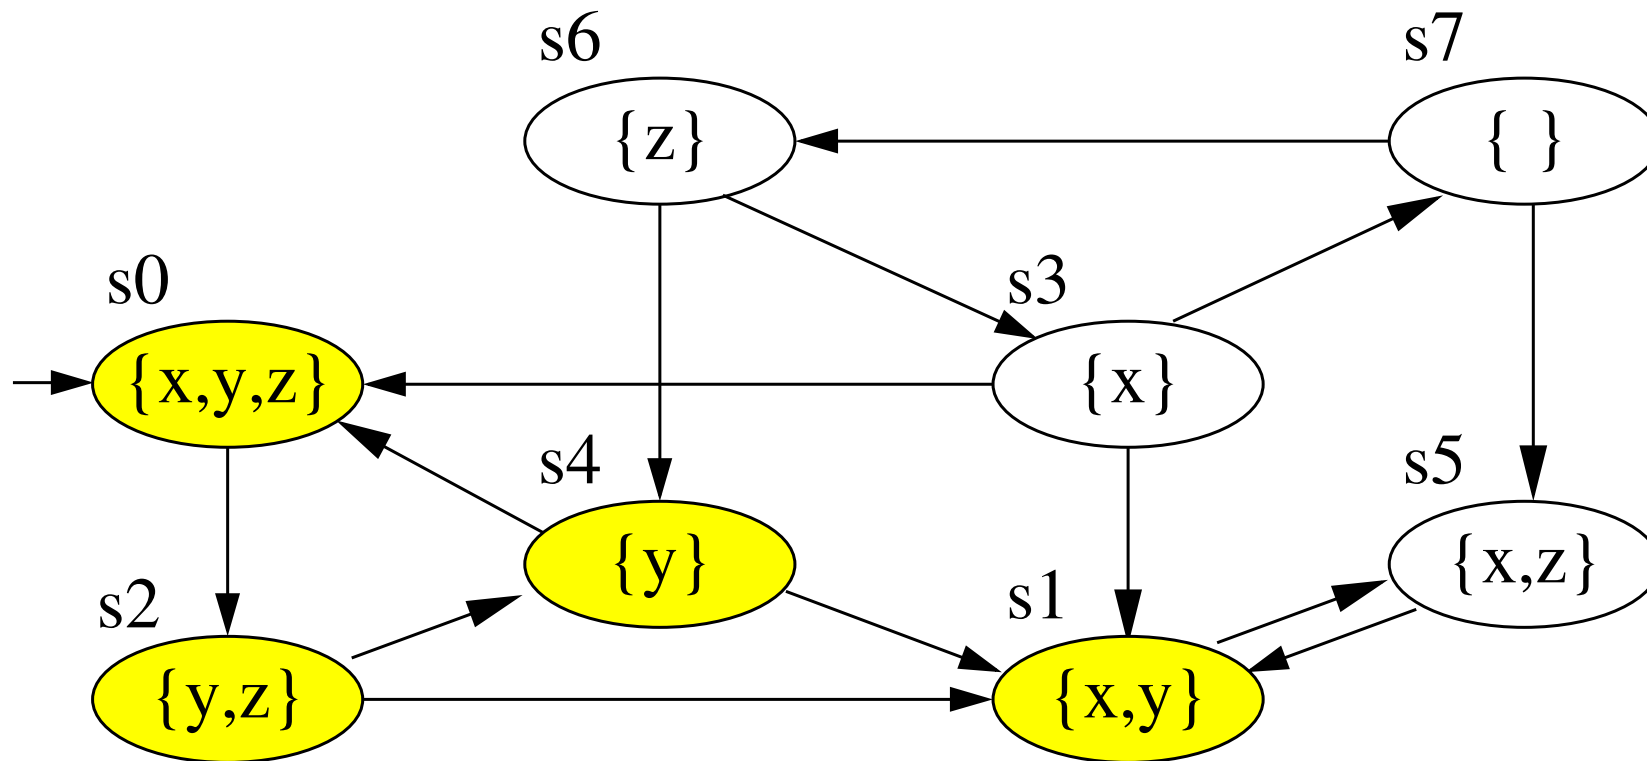 s6
s7
{z}
{ }
s0
s3
{x,y,z}
{x}
s4
s5
{y}
{x,z}
s2
s1
{y,z}
{x,y}